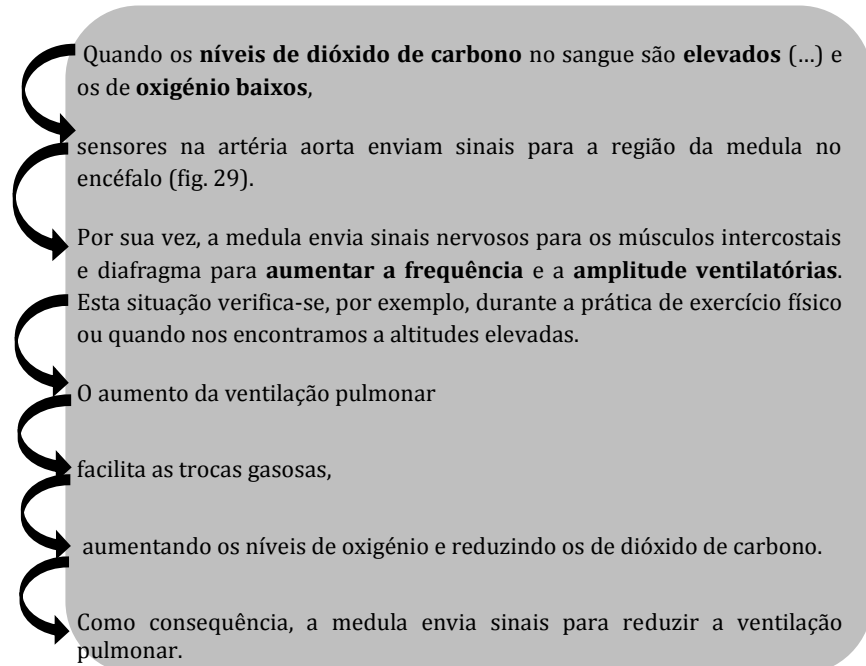 Quando os níveis de dióxido de carbono no sangue são elevados (…) e
os de oxigénio baixos,
sensores na artéria aorta enviam sinais para a região da medula no
encéfalo (fig. 29).
Por sua vez, a medula envia sinais nervosos para os músculos intercostais
e diafragma para aumentar a frequência e a amplitude ventilatórias.
Esta situação verifica-se, por exemplo, durante a prática de exercício físico
ou quando nos encontramos a altitudes elevadas.
O aumento da ventilação pulmonar
facilita as trocas gasosas,
aumentando os níveis de oxigénio e reduzindo os de dióxido de carbono.
Como consequência, a medula envia sinais para reduzir a ventilação
pulmonar.